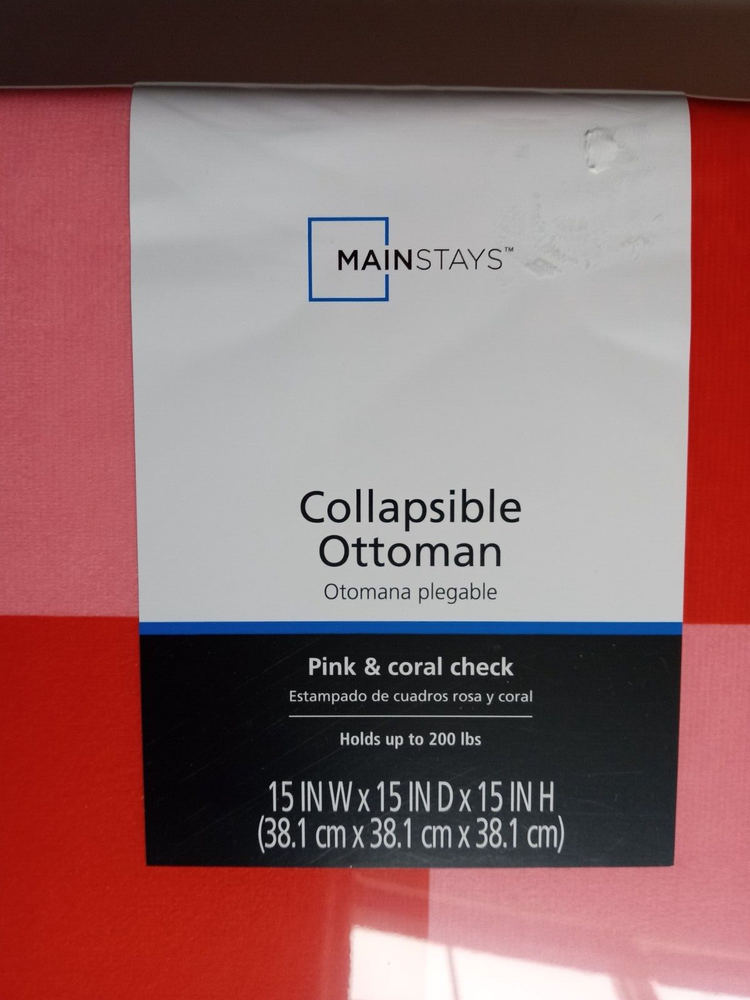 MAINSTAYS™
Collapsible
Ottoman
Otomana plegable
Pink & coral check
Estampado de cuadros rosa y coral
Holds up to 200 lbs
15 IN W x 15 IN D x 15 IN H
(38.1 cm x 38.1 cm x 38.1 cm)